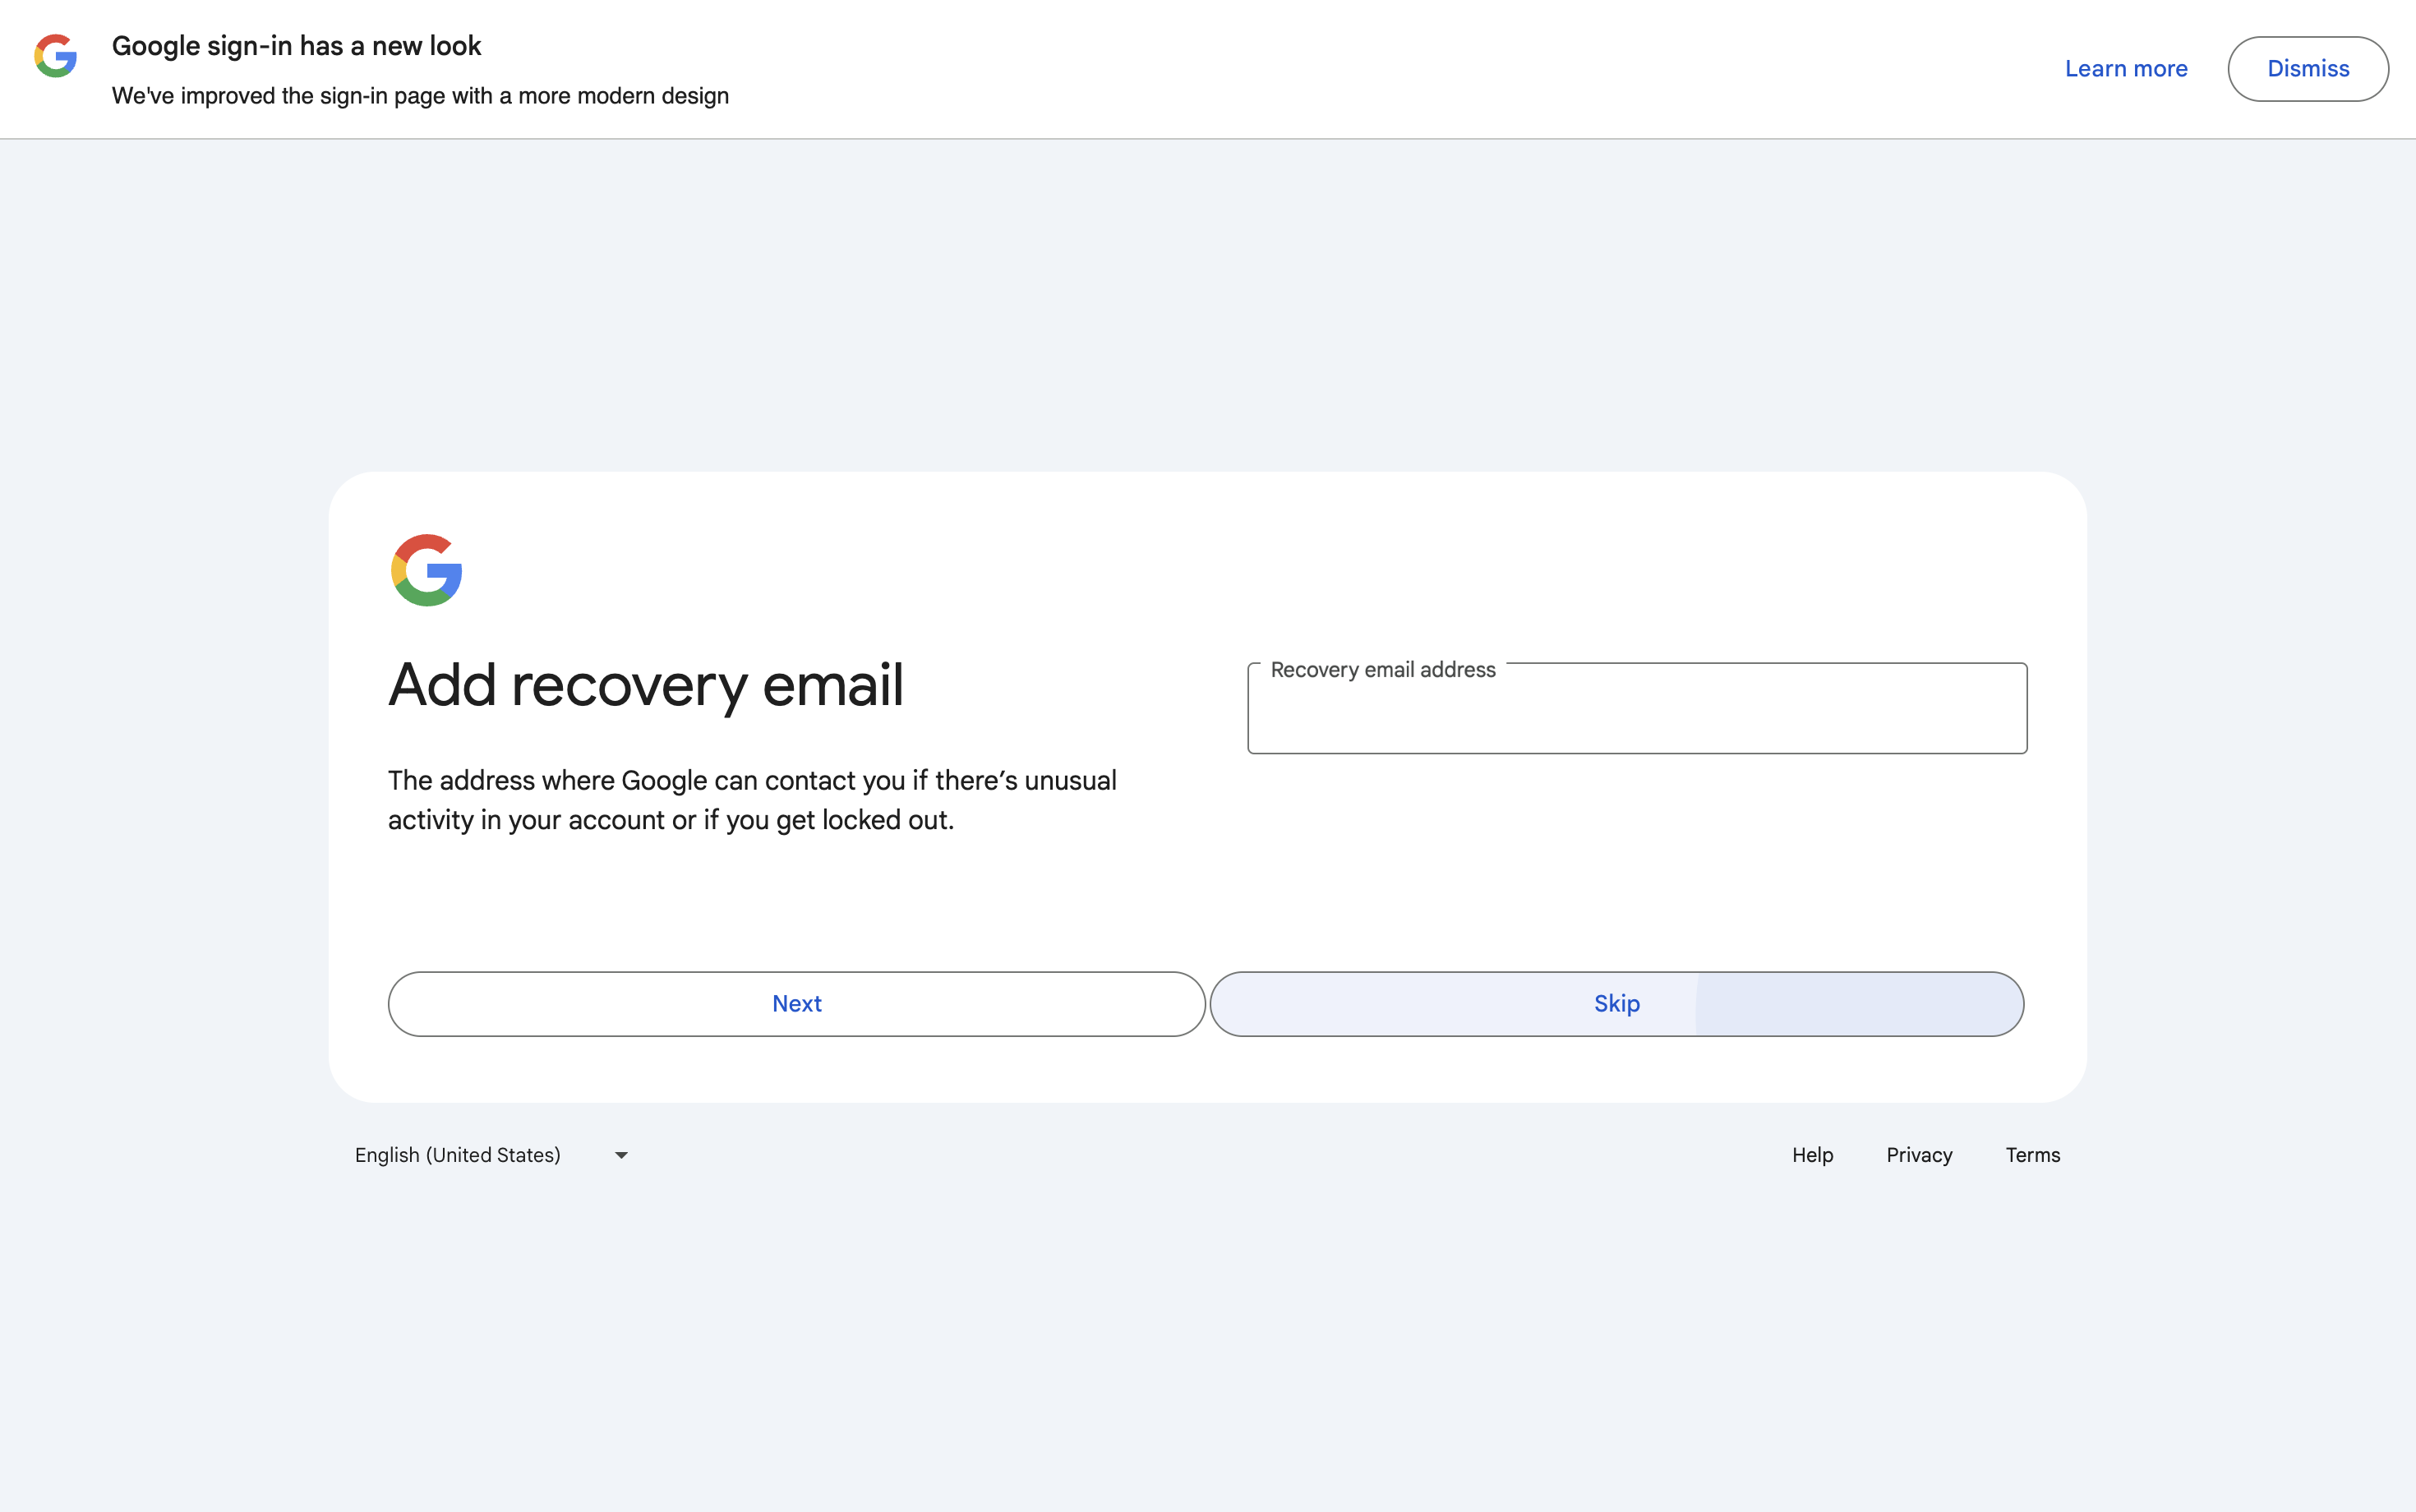 Google sign-in has a new look
We've improved the sign-in page with a more modern design
Learn more
Dismiss
Add recovery email
The address where Google can contact you if there’s unusual
activity in your account or if you get locked out.
Recovery email address
Next
Skip
English (United States)
Help
Privacy
Terms